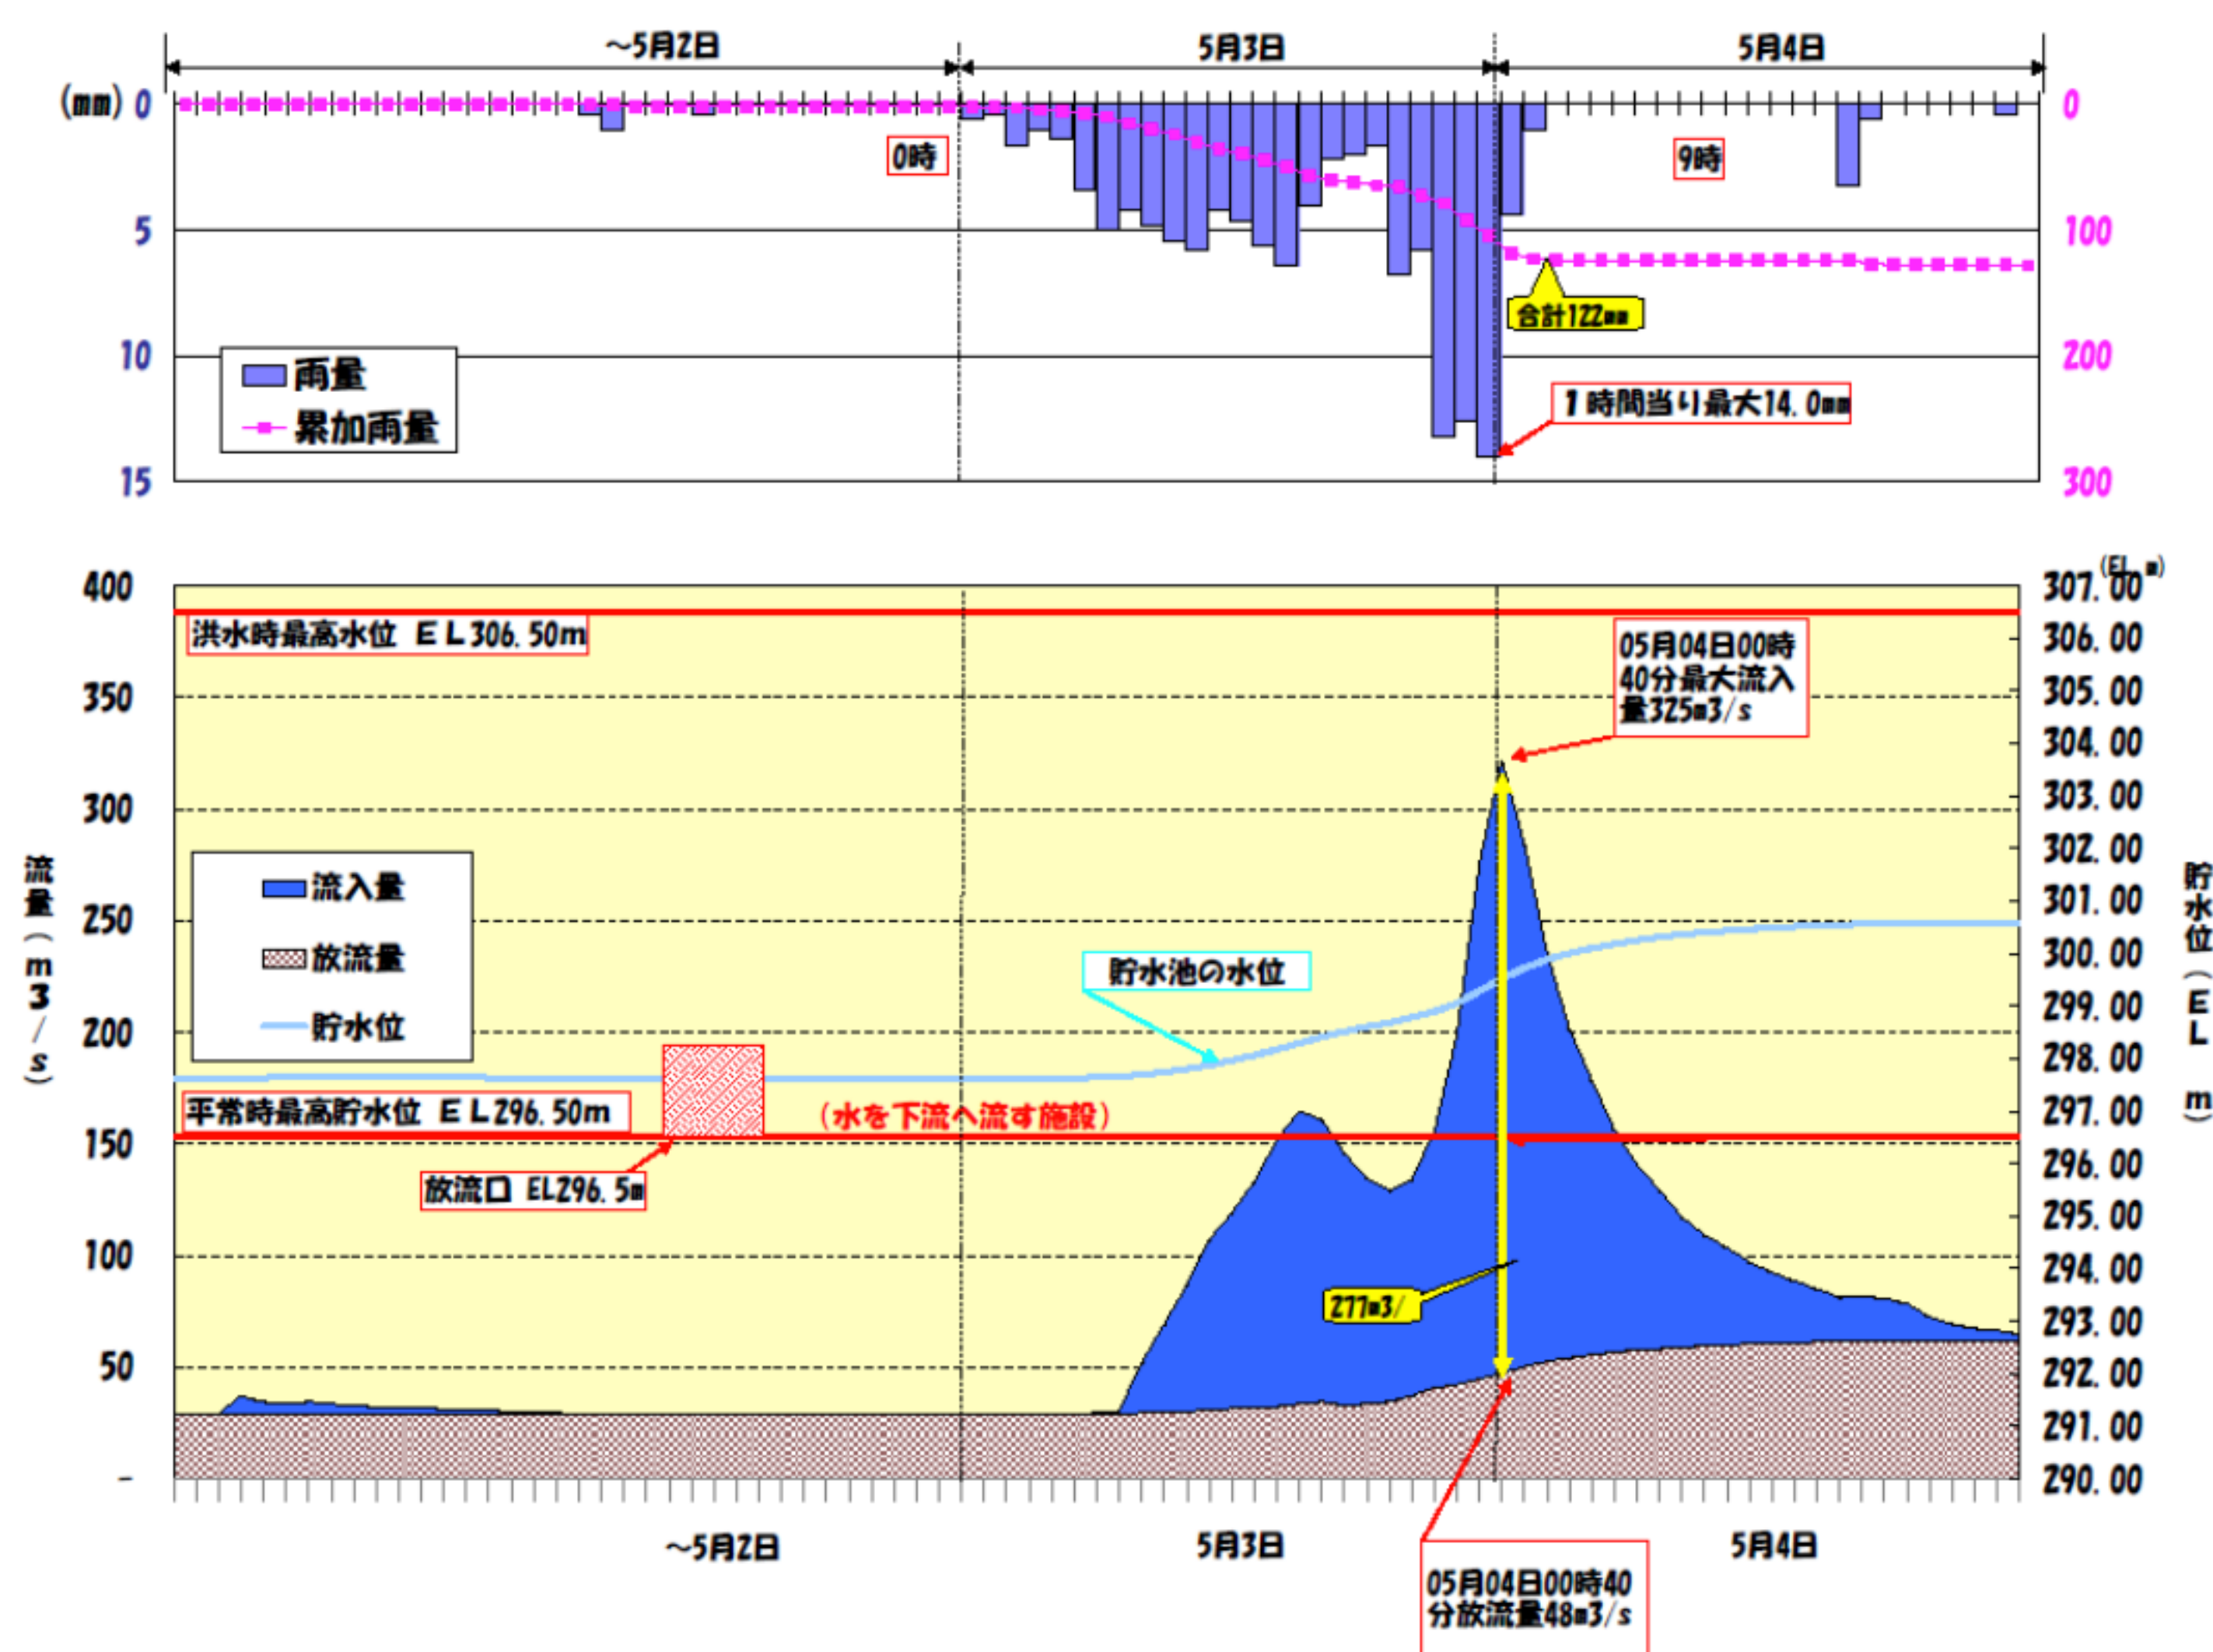 ～5月2日 5月3日 5月4日
(mm) 0 0
0時 9時
5 100
合計122mm
10 200
雨量
累加雨量
1時間当り最大14.0mm
15 300
(EL m)
400 307.00
洪水時最高水位 EL306.50m
306.00
05月04日00時
40分最大流入
量325m3/s
350 305.00
304.00
300 303.00
302.00
流入量
301.00
250
放流量
300.00
貯水池の水位
299.00
200
貯水位
298.00
平常時最高貯水位 EL296.50m
(水を下流へ流す施設)
297.00
150
296.00
放流口 EL296.5m
295.00
100
294.00
277m3/
293.00
50 292.00
291.00
- 290.00
流量(m3/s)
貯水位(EL m)
～5月2日 5月3日 5月4日
05月04日00時40
分放流量48m3/s